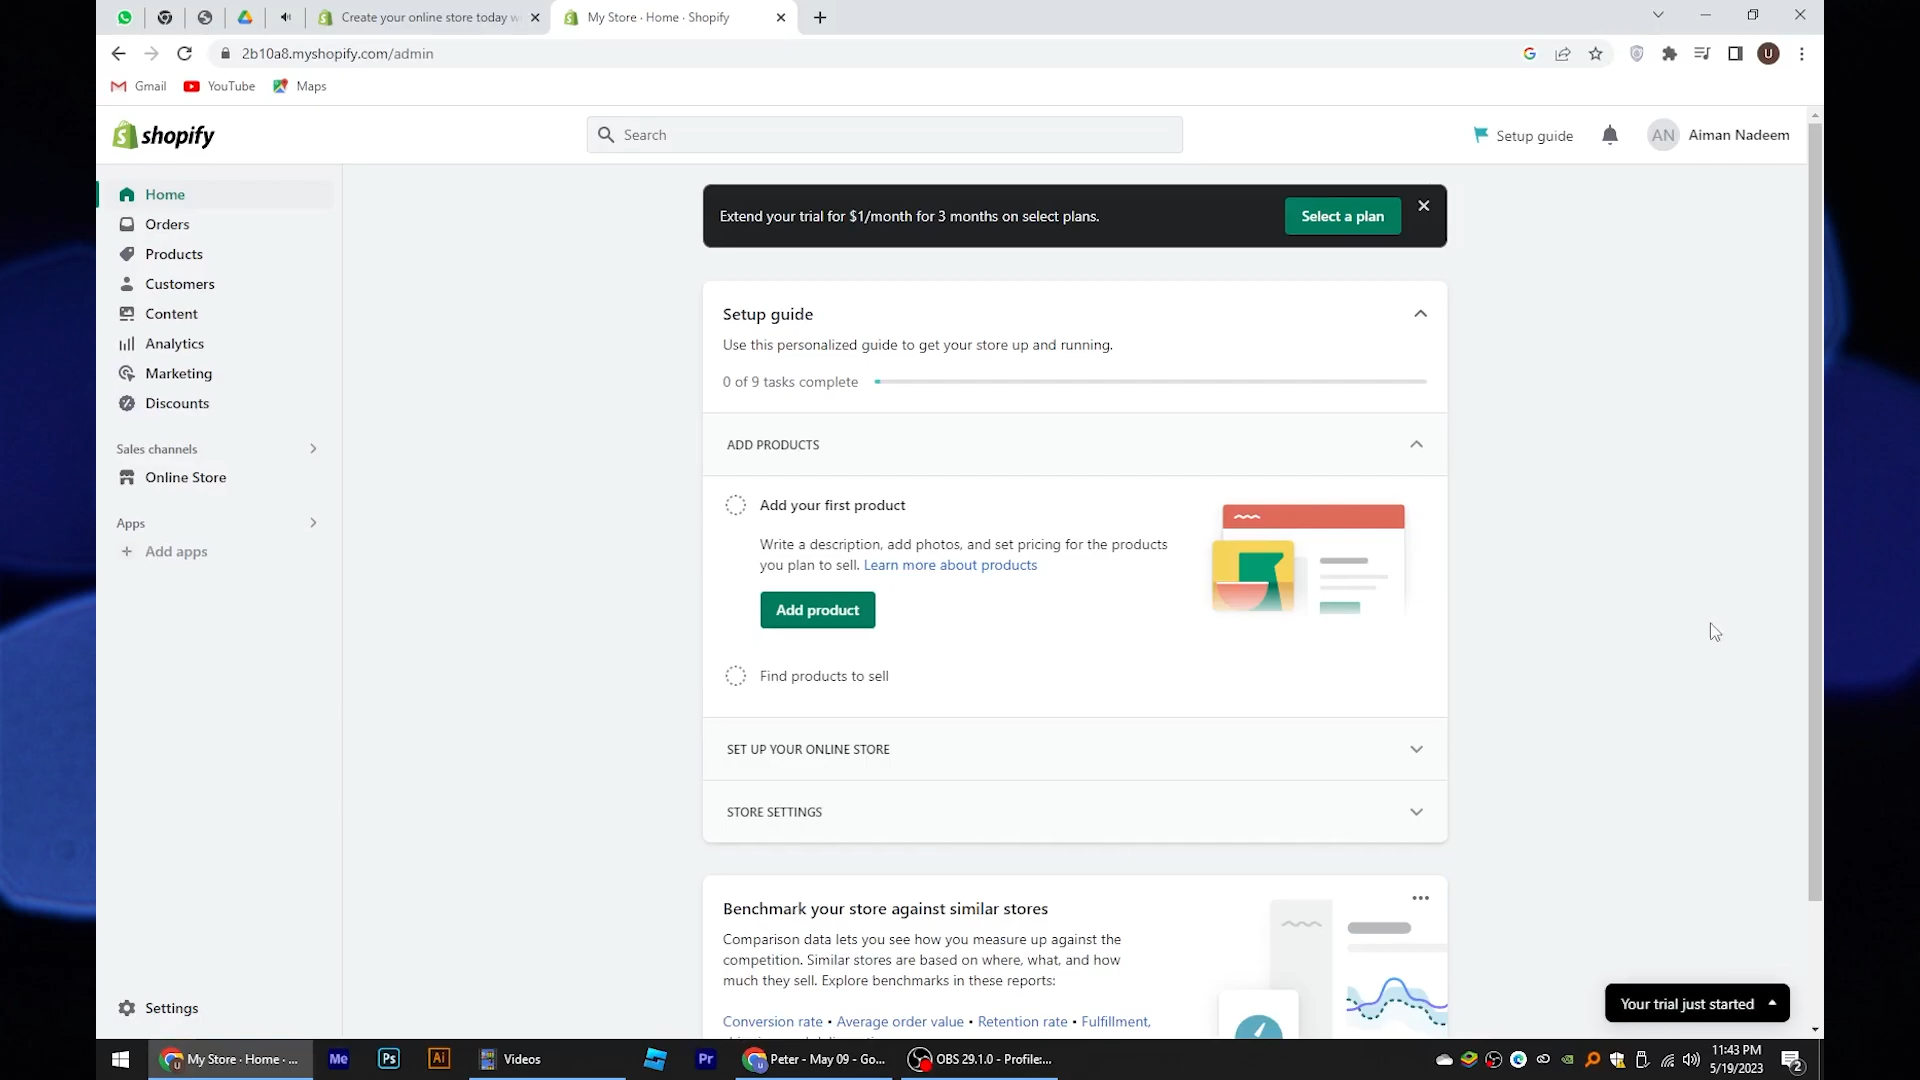 Create your online store today w
My Store · Home · Shopify
2b10a8.myshopify.com/admin
U
Gmail
YouTube
Maps
shopify
Search
Setup guide
AN
Aiman Nadeem
Home
Orders
Products
Customers
Content
Analytics
Marketing
Discounts
Sales channels
Online Store
Apps
Add apps
Settings
Extend your trial for $1/month for 3 months on select plans.
Select a plan
Setup guide
Use this personalized guide to get your store up and running.
0 of 9 tasks complete
ADD PRODUCTS
Add your first product
Write a description, add photos, and set pricing for the products
you plan to sell. Learn more about products
Add product
Find products to sell
SET UP YOUR ONLINE STORE
STORE SETTINGS
Benchmark your store against similar stores
Comparison data lets you see how you measure up against the
competition. Similar stores are based on where, what, and how
much they sell. Explore benchmarks in these reports:
Conversion rate • Average order value • Retention rate • Fulfillment,
Your trial just started
My Store · Home · ...
Me
Ps
Ai
Videos
Pr
Peter - May 09 - Go...
OBS 29.1.0 - Profile:...
11:43 PM
5/19/2023
2